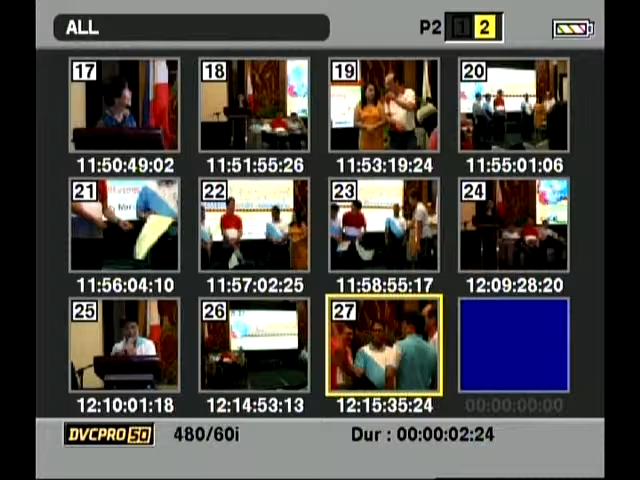 ALL
P2 1 2
17 18 19 20
11:50:49:02 11:51:55:26 11:53:19:24 11:55:01:06
21 22 23 24
11:56:04:10 11:57:02:25 11:58:55:17 12:09:28:20
25 26 27
12:10:01:18 12:14:53:13 12:15:35:24 00:00:00:00
DVCPRO 50 480/60i Dur : 00:00:02:24